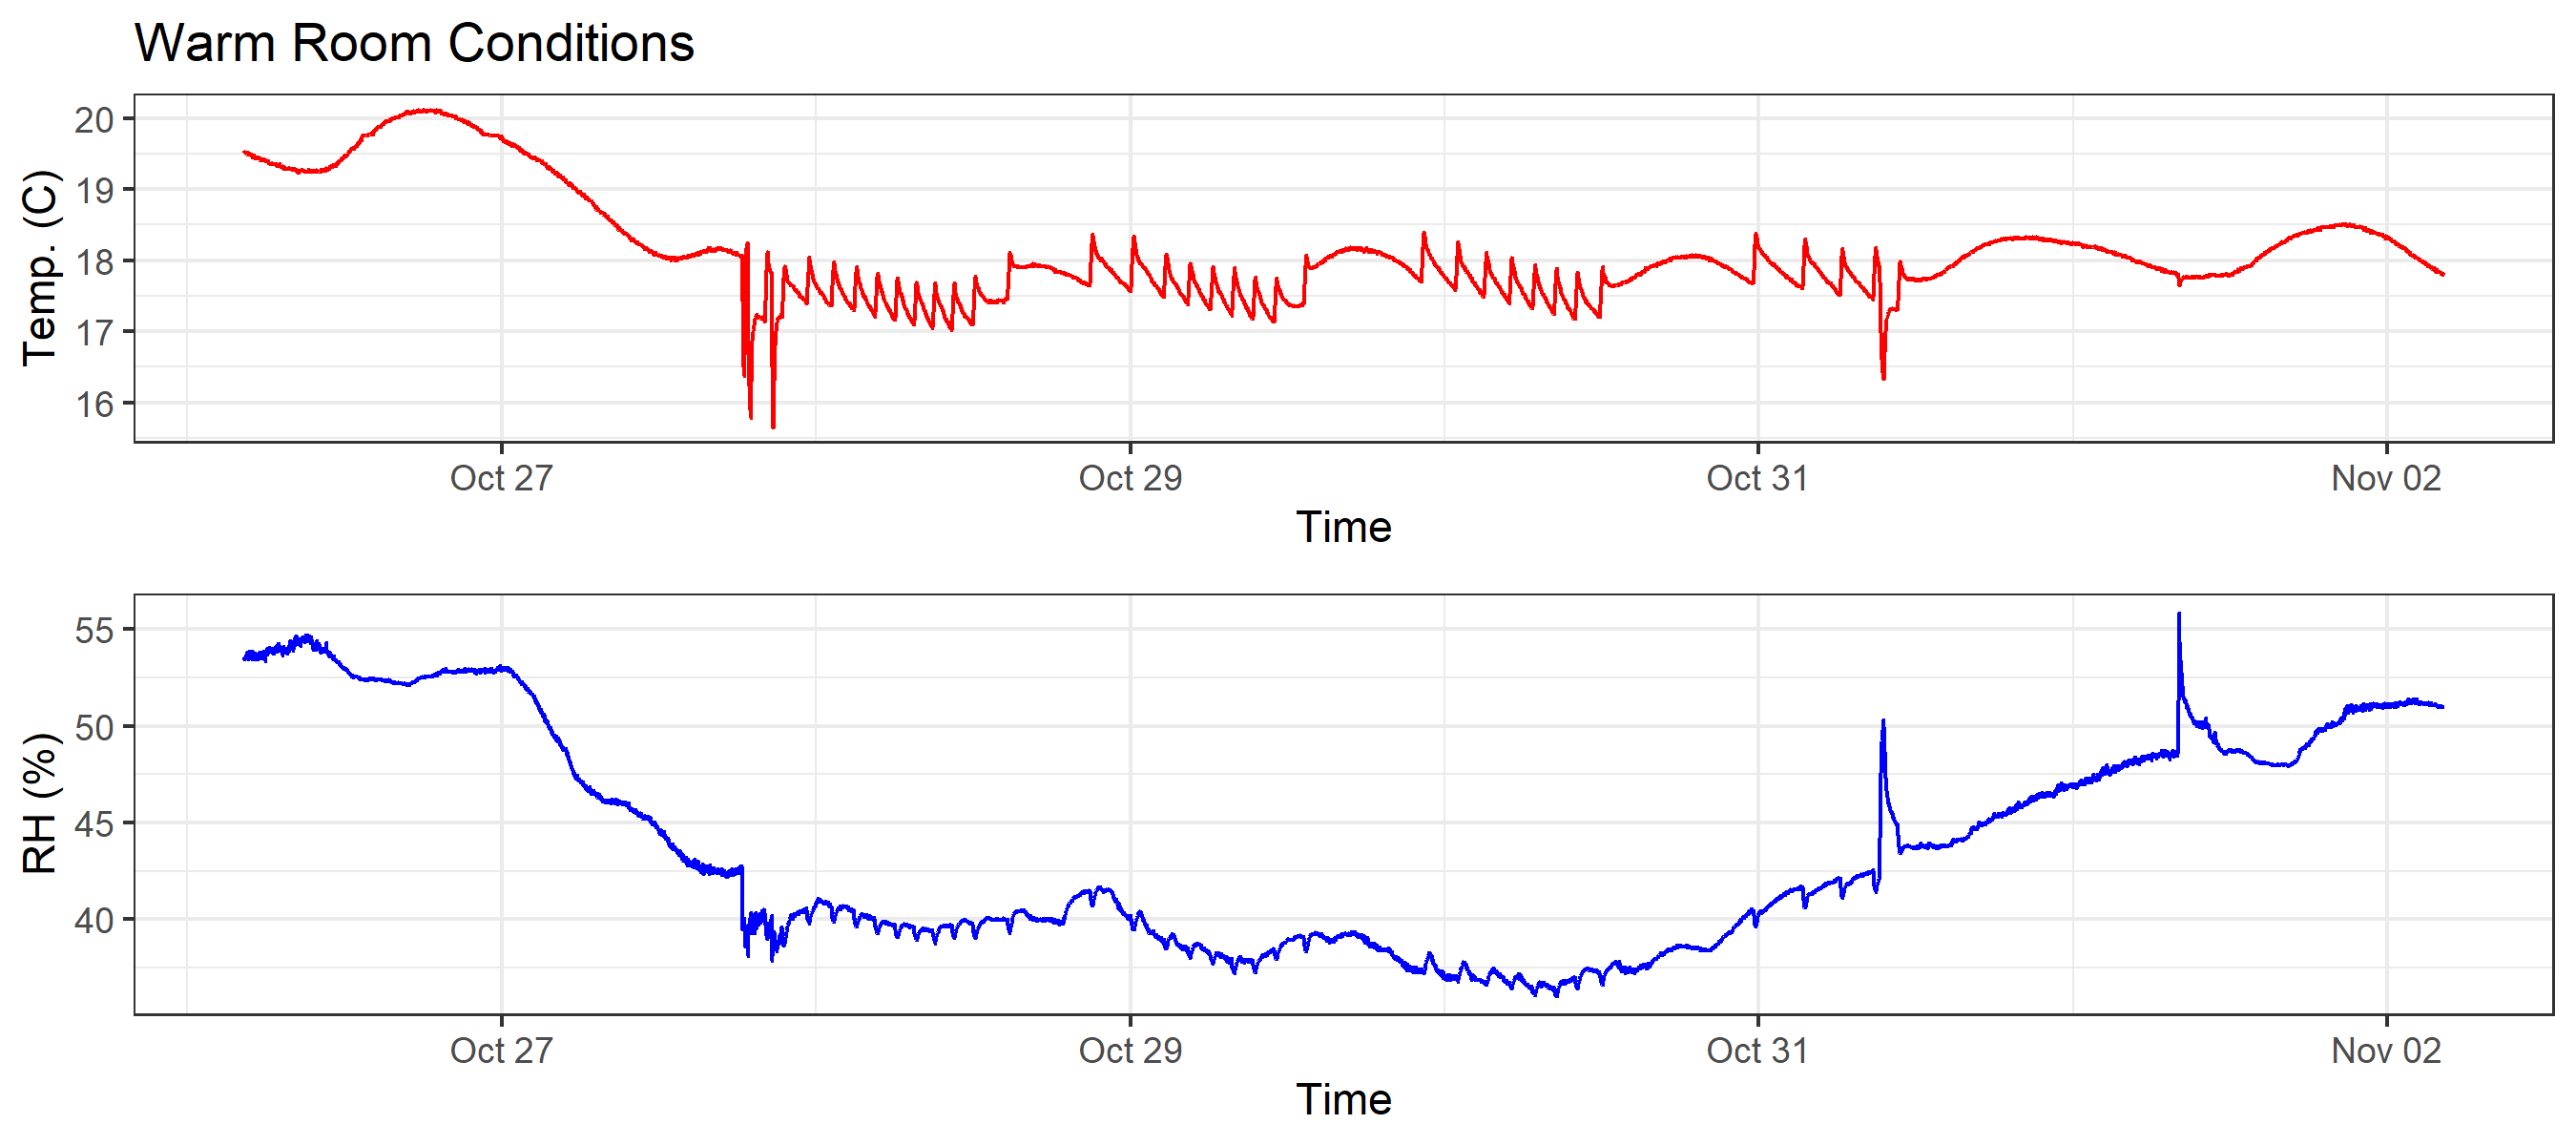 Warm Room Conditions
Temp. (C)
20
19
18
17
16
Oct 27 Oct 29 Oct 31 Nov 02
Time
RH (%)
55
50
45
40
Oct 27 Oct 29 Oct 31 Nov 02
Time